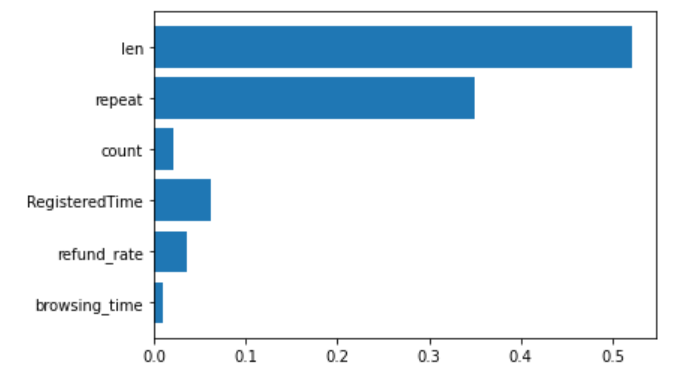 len
repeat
count
RegisteredTime
refund_rate
browsing_time
0.0 0.1 0.2 0.3 0.4 0.5